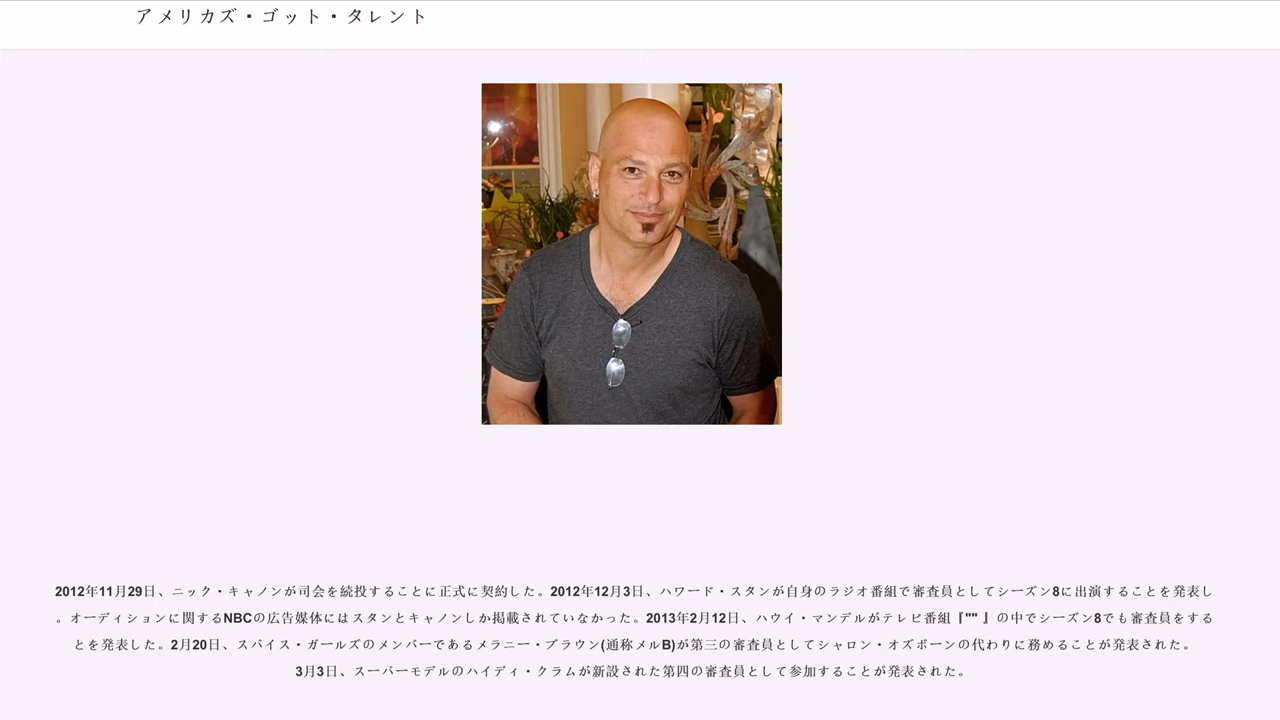 アメリカズ・ゴット・タレント
2012年11月29日、ニック・キャノンが司会を続投することに正式に契約した。2012年12月3日、ハワード・スタンが自身のラジオ番組で審査員としてシーズン8に出演することを発表し
。オーディションに関するNBCの広告媒体にはスタンとキャノンしか掲載されていなかった。2013年2月12日、ハウイ・マンデルがテレビ番組『"" 』の中でシーズン8でも審査員をする
とを発表した。2月20日、スパイス・ガールズのメンバーであるメラニー・ブラウン(通称メルB)が第三の審査員としてシャロン・オズボーンの代わりに務めることが発表された。
3月3日、スーパーモデルのハイディ・クラムが新設された第四の審査員として参加することが発表された。